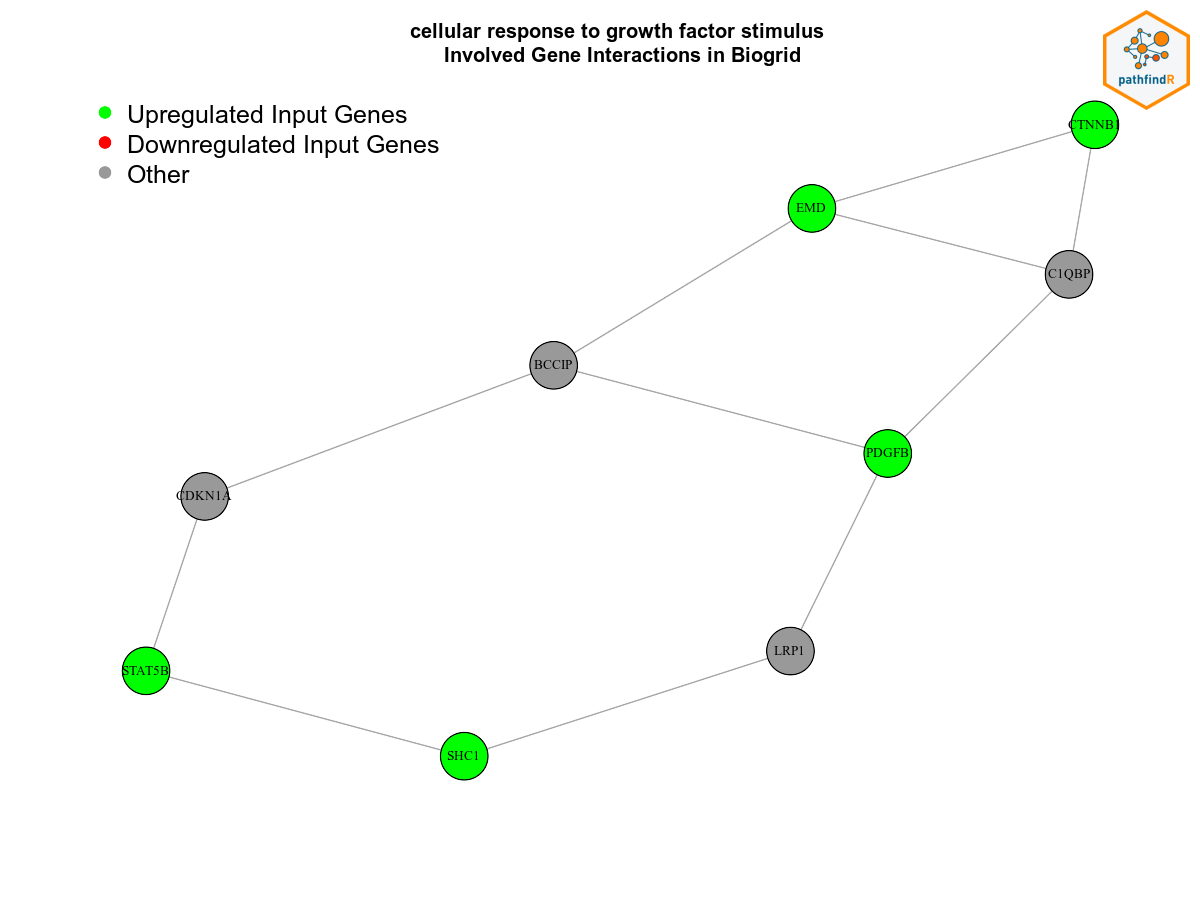 cellular response to growth factor stimulus
Involved Gene Interactions in Biogrid
pathfindR
Upregulated Input Genes
Downregulated Input Genes
Other
CTNNB1
EMD
C1QBP
BCCIP
PDGFB
CDKN1A
LRP1
STAT5B
SHC1